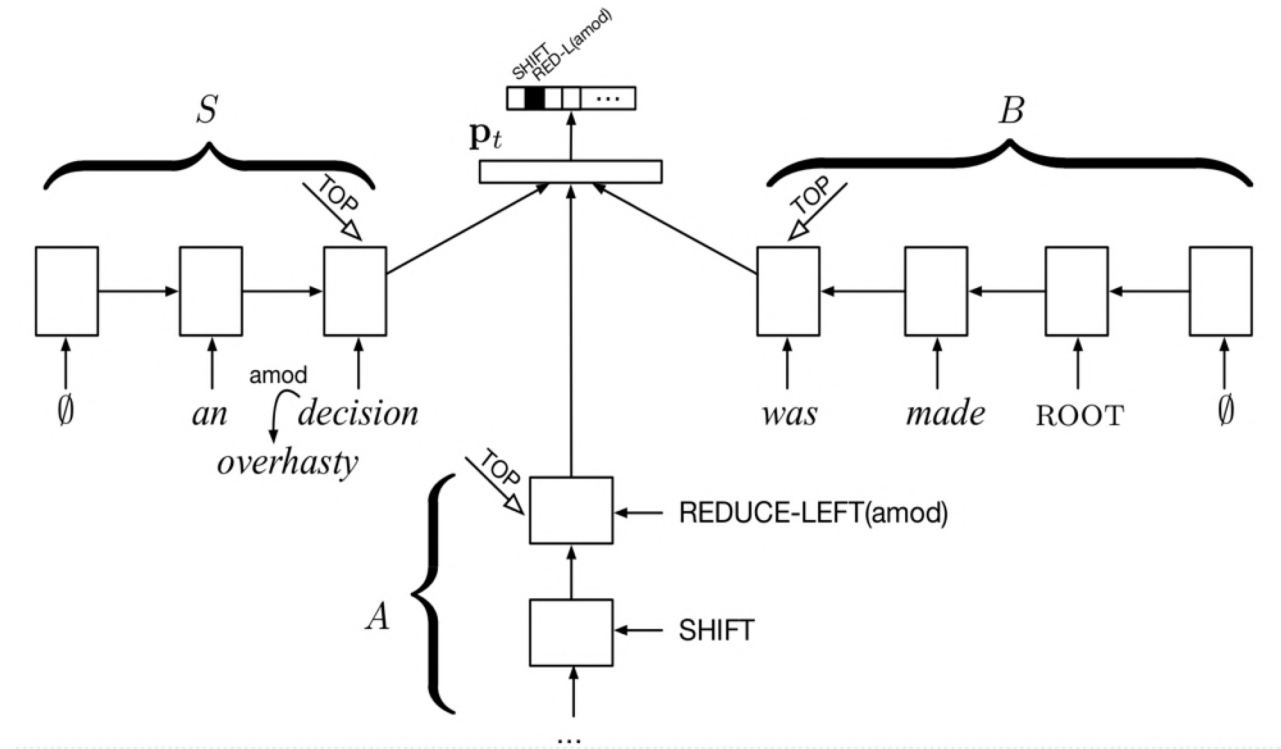 SHIFT
RED-L(amod)
...
S
p_t
B
TOP
TOP
amod
∅ an decision was made ROOT ∅
overhasty
TOP
REDUCE-LEFT(amod)
A
SHIFT
...